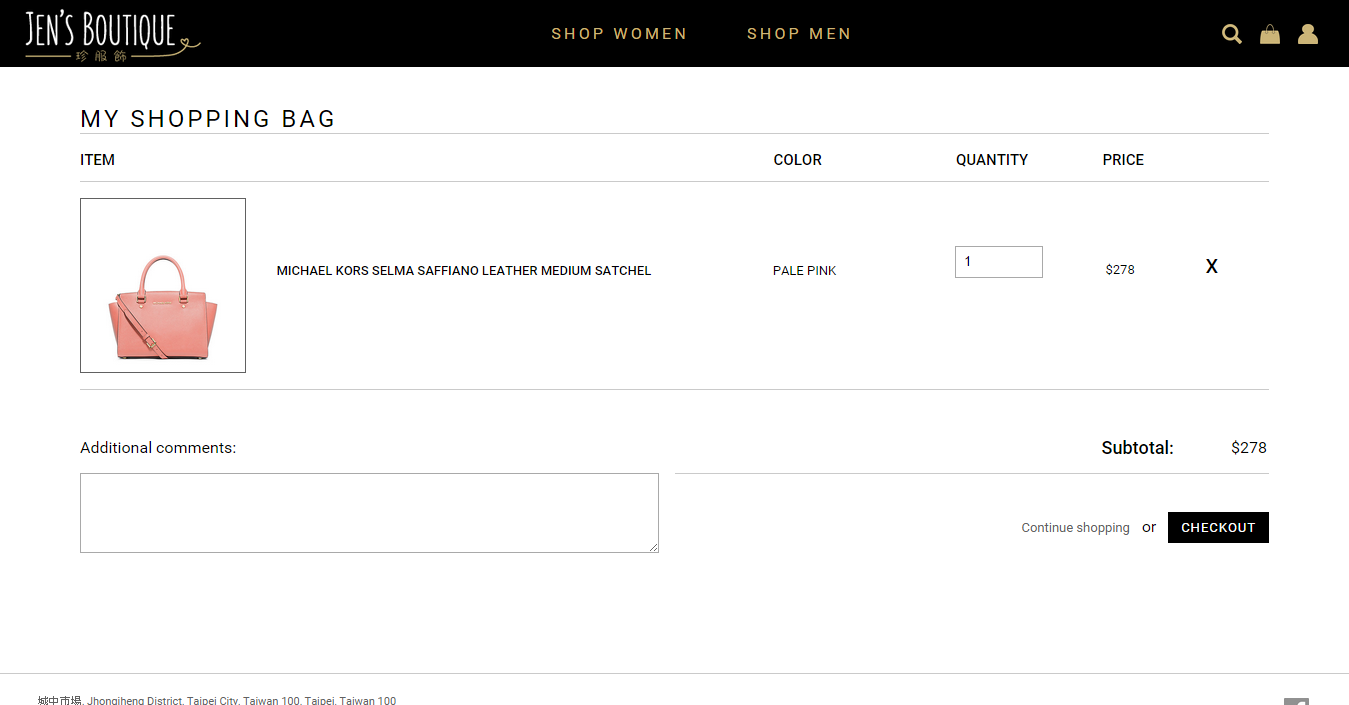 JEN'S BOUTIQUE
珍服飾
SHOP WOMEN SHOP MEN
MY SHOPPING BAG
ITEM COLOR QUANTITY PRICE
MICHAEL KORS SELMA SAFFIANO LEATHER MEDIUM SATCHEL PALE PINK 1 $278 X
Additional comments: Subtotal: $278
Continue shopping or CHECKOUT
城中市場, Jhongjheng District, Taipei City, Taiwan 100, Taipei, Taiwan 100